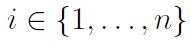 i ∈ {1, . . . , n}